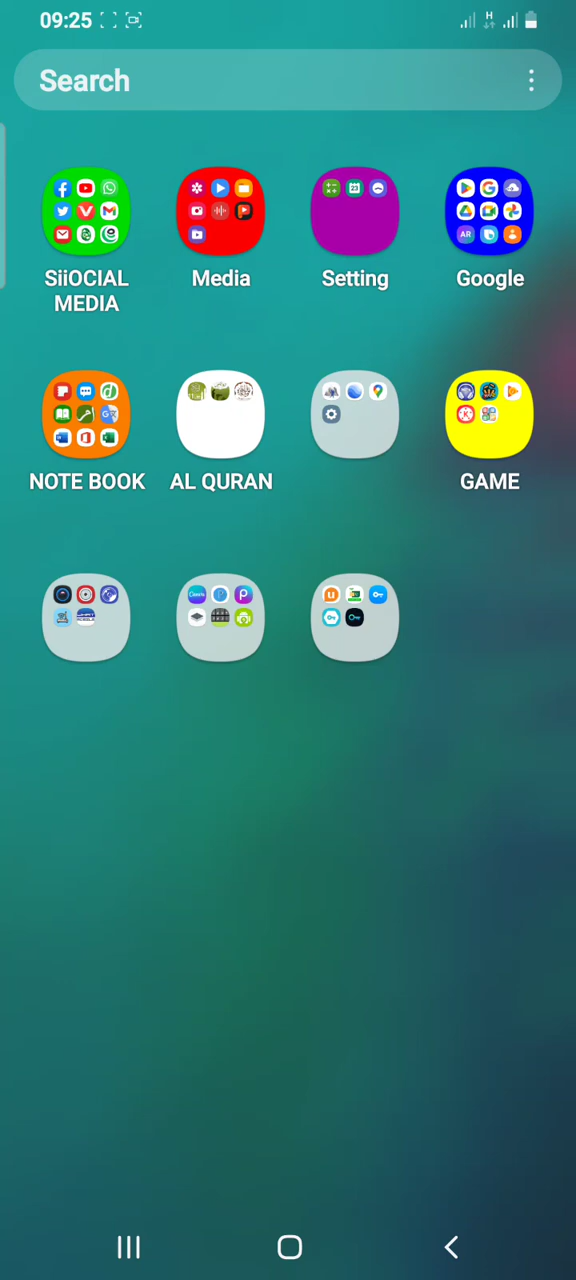 09:25
H
Search
SiiOCIAL
MEDIA
Media
Setting
Google
NOTE BOOK
AL QURAN
GAME